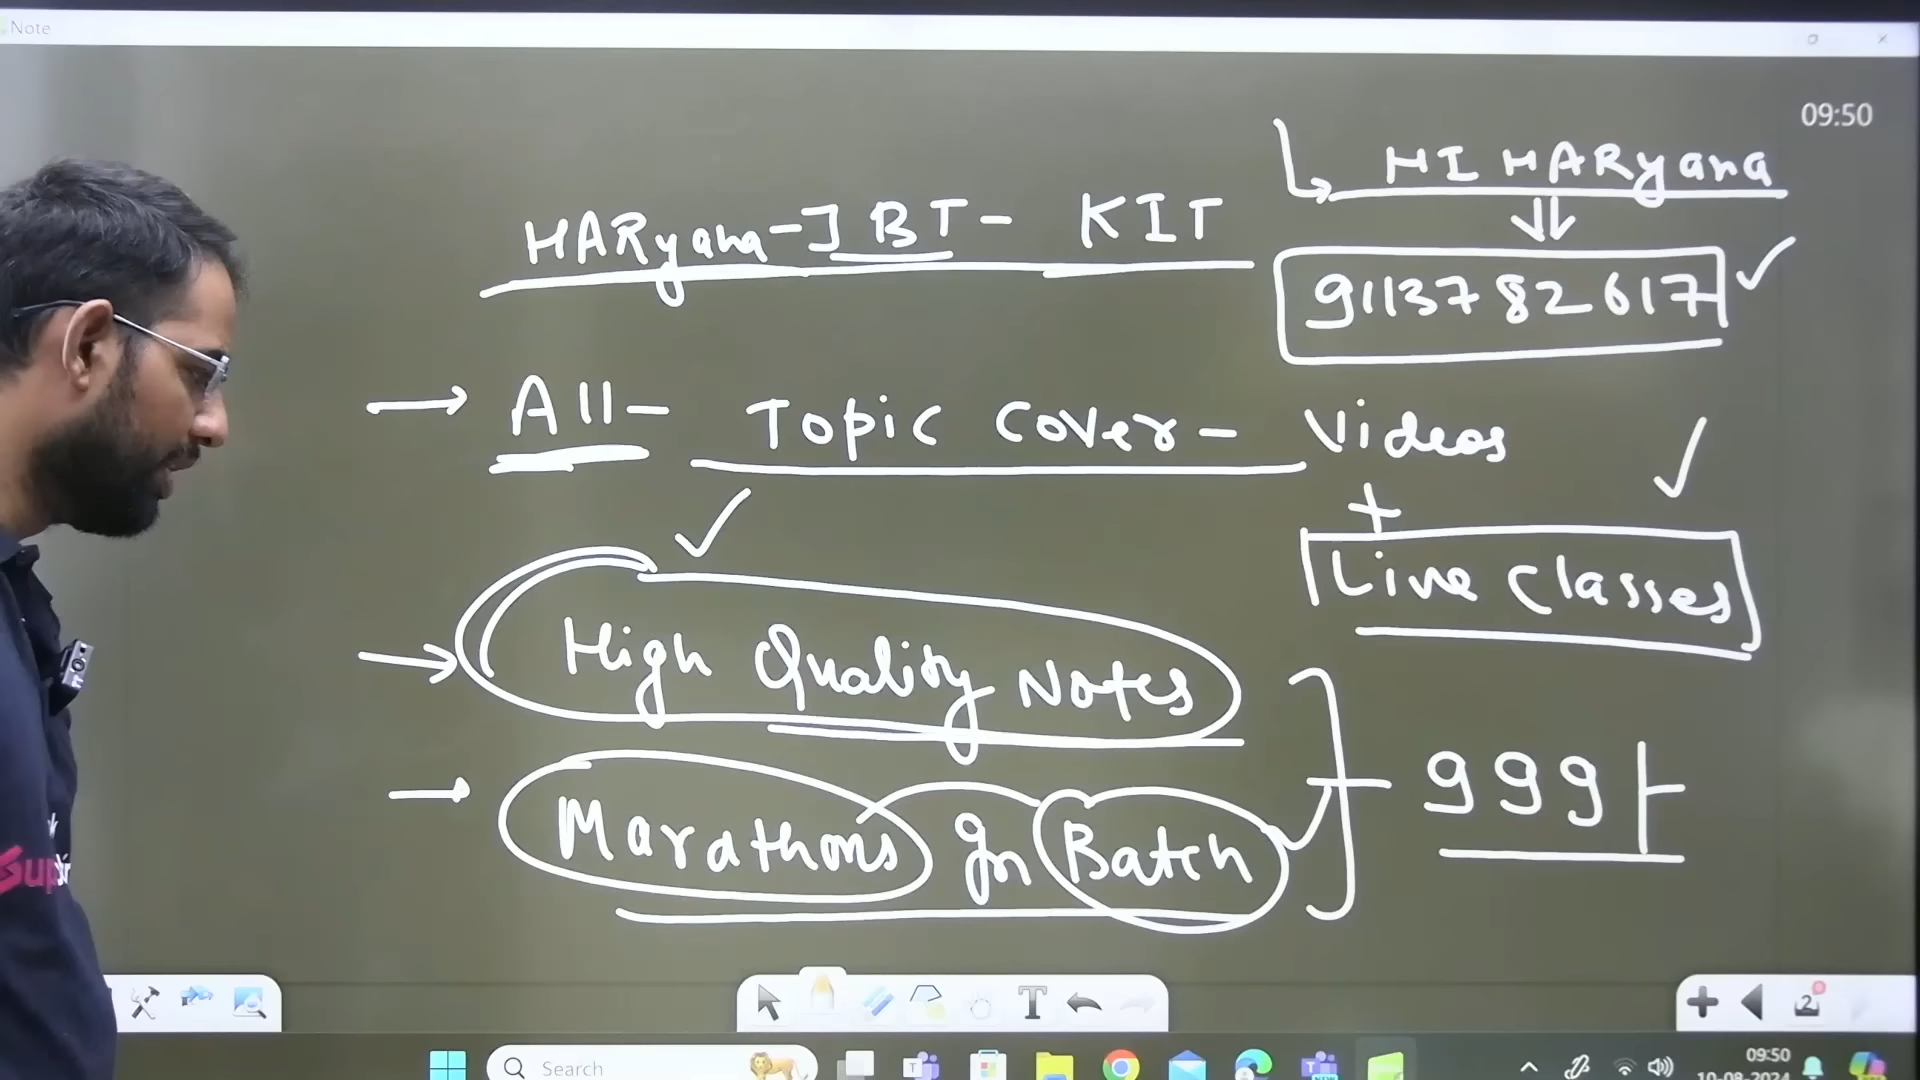 Note
09:50
HI HARyana
HARyana-JBT- KIT
9113782617
All- Topic Cover- Videos
+
Live Classes
High Quality Notes
Marathons In Batch
999
Search
09:50